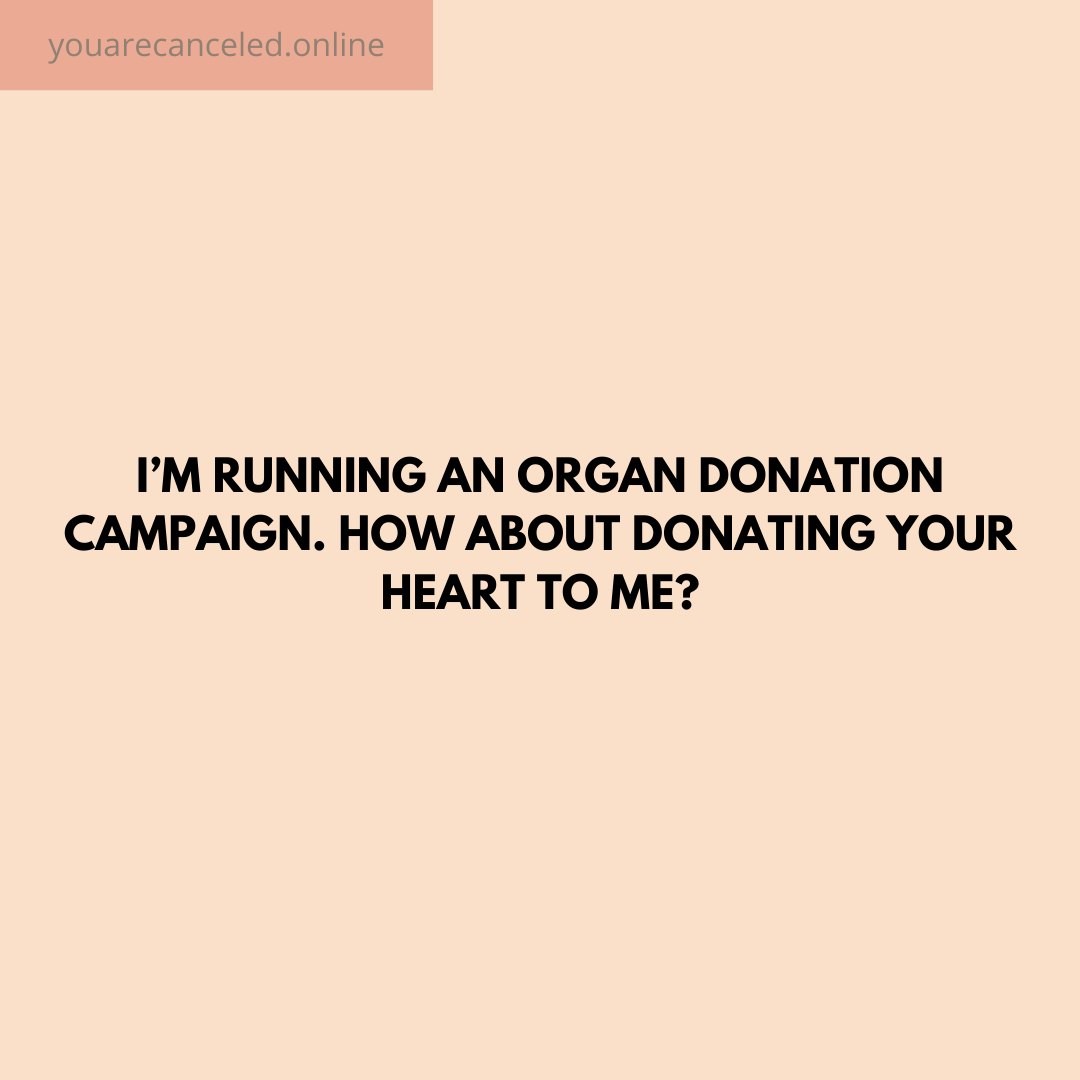 youarecanceled.online
I’M RUNNING AN ORGAN DONATION
CAMPAIGN. HOW ABOUT DONATING YOUR
HEART TO ME?